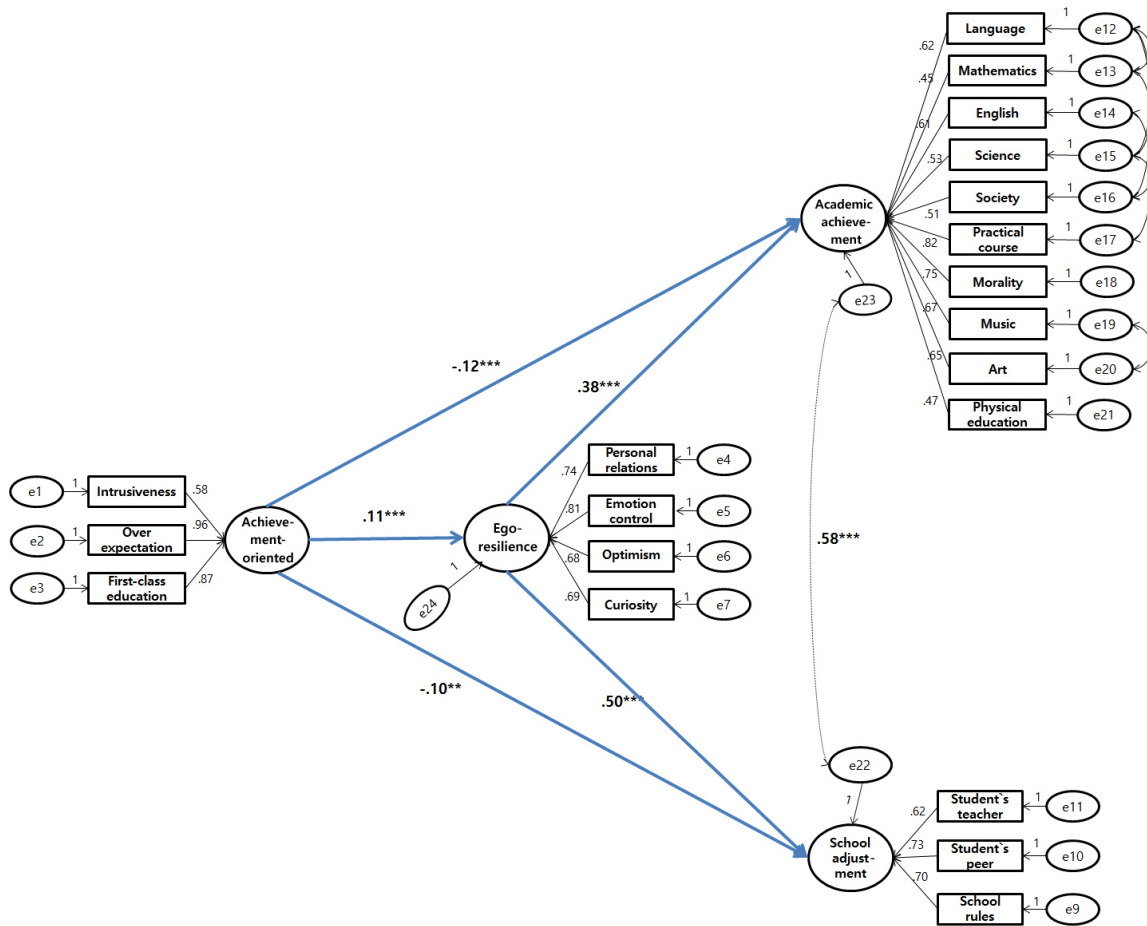 Language
1
e12
.62
Mathematics
1
e13
.45
English
1
e14
.61
Science
1
e15
.53
Society
1
e16
.51
Practical
course
1
e17
.82
Morality
1
e18
.75
Music
1
e19
.67
Art
1
e20
.65
Physical
education
1
e21
.47
Academic
achieve-
ment
1
e23
-.12***
.38***
e1
1
Intrusiveness
.58
e2
1
Over
expectation
.96
e3
1
First-class
education
.87
Achieve-
ment-
oriented
.11***
Ego-
resilience
1
e24
Personal
relations
1
e4
.74
Emotion
control
1
e5
.81
Optimism
1
e6
.68
Curiosity
1
e7
.69
.58***
-.10**
.50***
e22
1
School
adjust-
ment
Student`s
teacher
1
e11
.62
Student`s
peer
1
e10
.73
School
rules
1
e9
.70